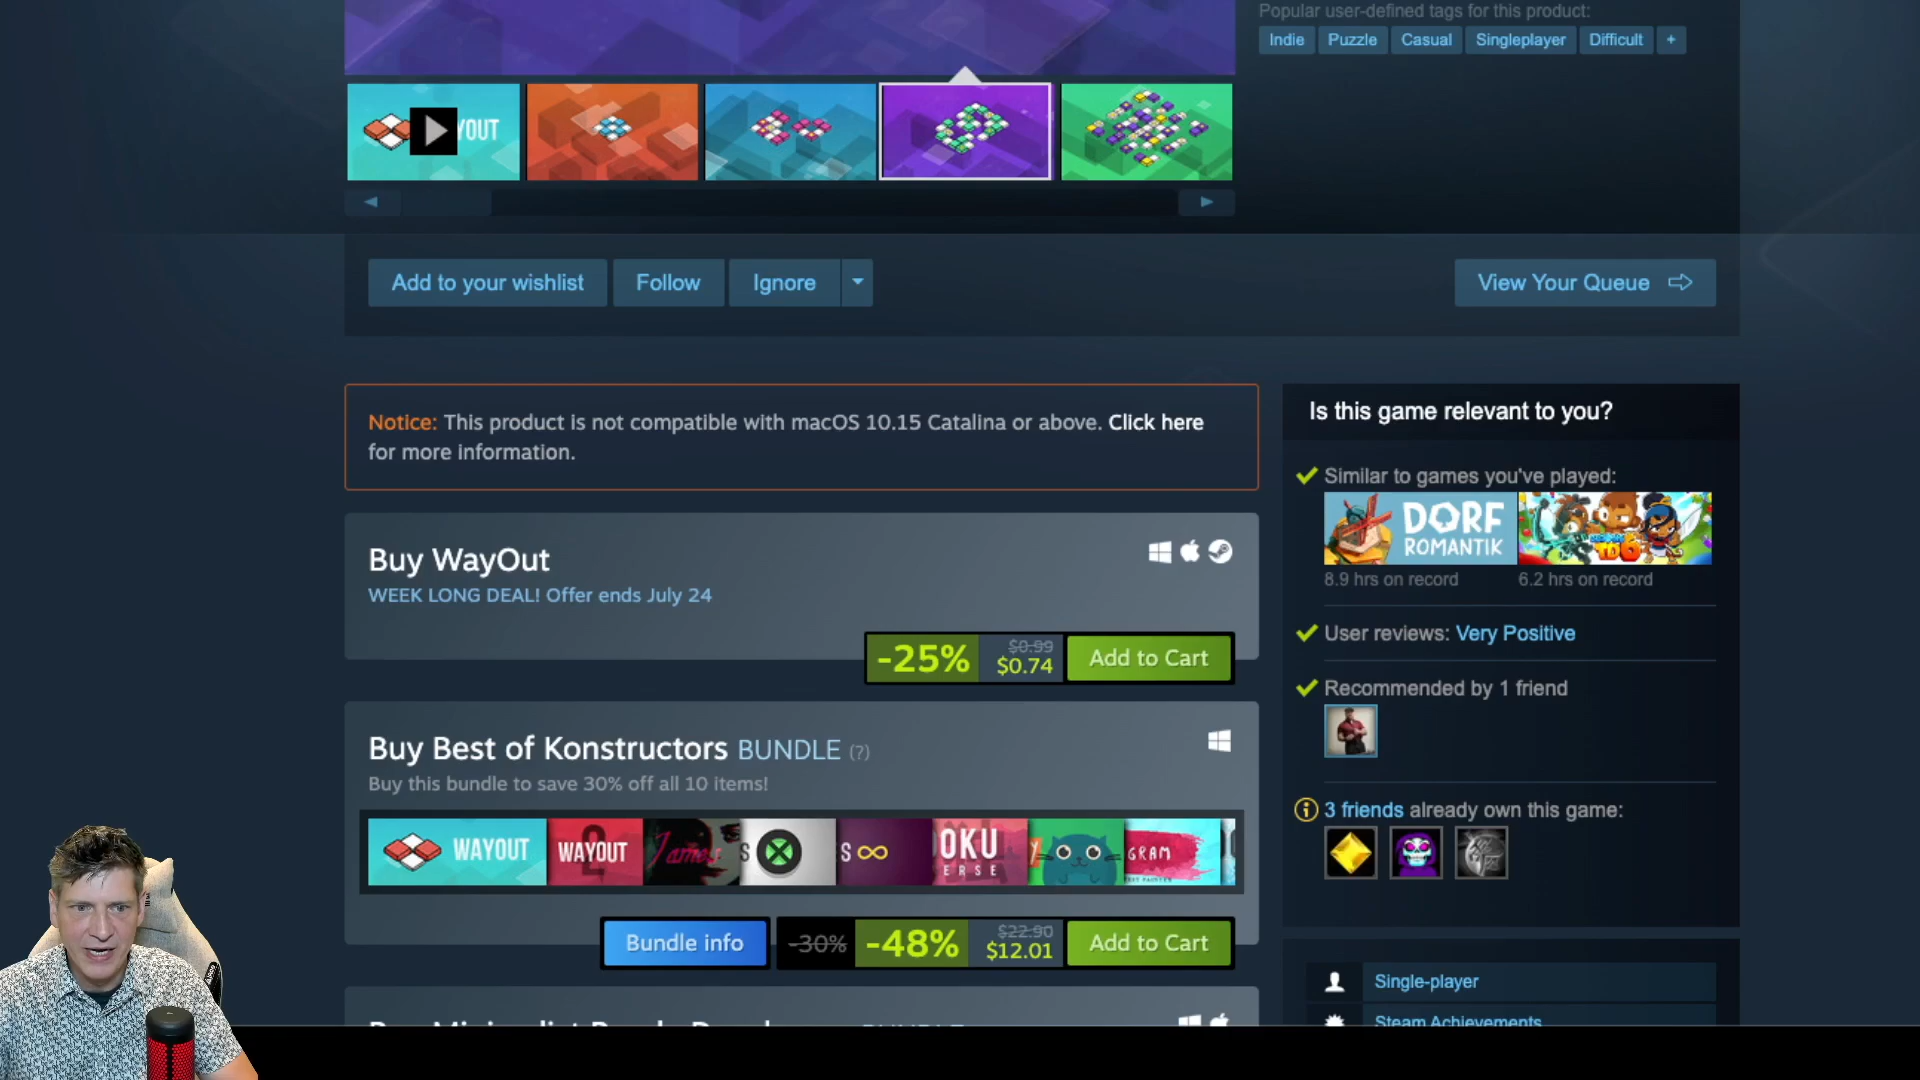 Popular user-defined tags for this product:
Indie Puzzle Casual Singleplayer Difficult +
YOUT
Add to your wishlist Follow Ignore View Your Queue
Notice: This product is not compatible with macOS 10.15 Catalina or above. Click here
for more information.
Buy WayOut
WEEK LONG DEAL! Offer ends July 24
-25% $0.99 $0.74 Add to Cart
Buy Best of Konstructors BUNDLE (?)
Buy this bundle to save 30% off all 10 items!
WAYOUT WAYOUT 2 James S S OKU ERSE GRAM
Bundle info -30% -48% $22.90 $12.01 Add to Cart
BUNDLE
Is this game relevant to you?
Similar to games you've played:
DORF
ROMANTIK
TD6
8.9 hrs on record 6.2 hrs on record
User reviews: Very Positive
Recommended by 1 friend
3 friends already own this game:
Single-player
Steam Achievements